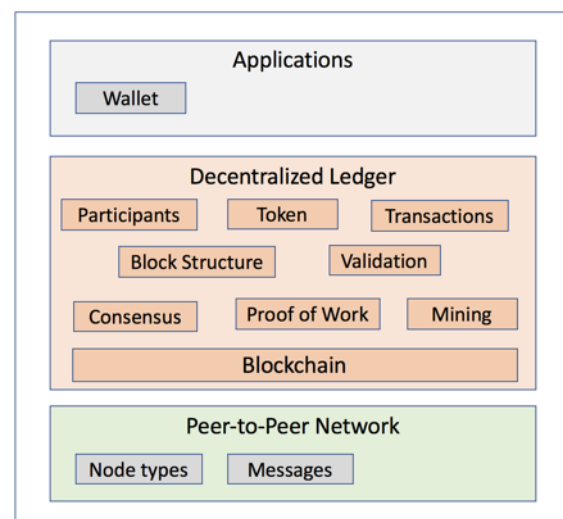 Applications
Wallet
Decentralized Ledger
Participants
Token
Transactions
Block Structure
Validation
Consensus
Proof of Work
Mining
Blockchain
Peer-to-Peer Network
Node types
Messages